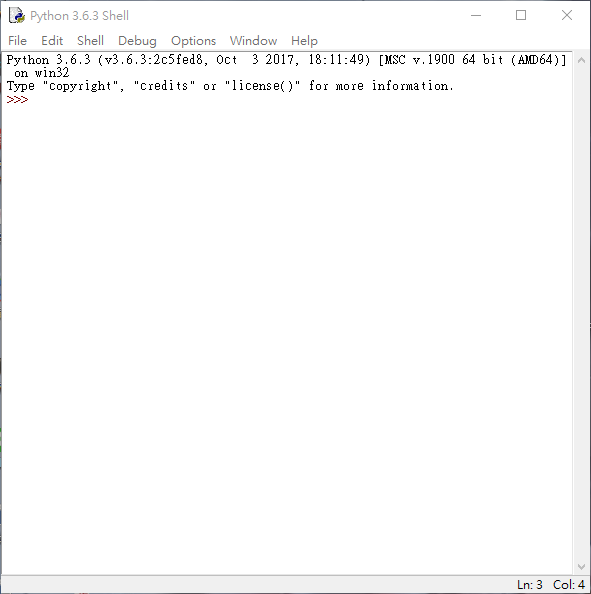 Python 3.6.3 Shell
File Edit Shell Debug Options Window Help
Python 3.6.3 (v3.6.3:2c5fed8, Oct  3 2017, 18:11:49) [MSC v.1900 64 bit (AMD64)]
 on win32
Type "copyright", "credits" or "license()" for more information.
>>>
Ln: 3 Col: 4